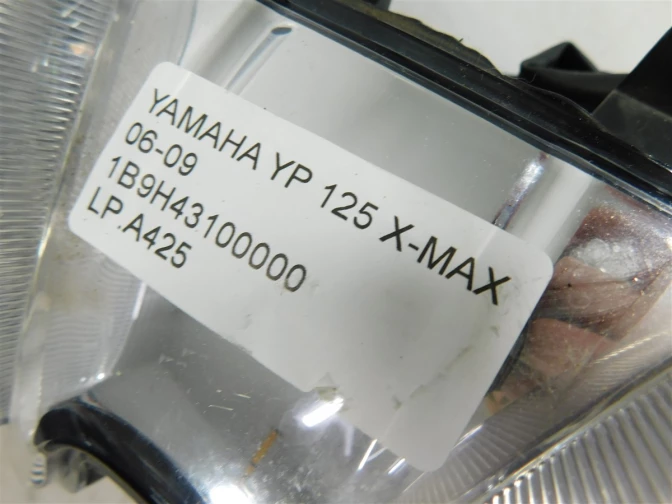 YAMAHA YP 125 X-MAX
06-09
1B9H43100000
LP.A425